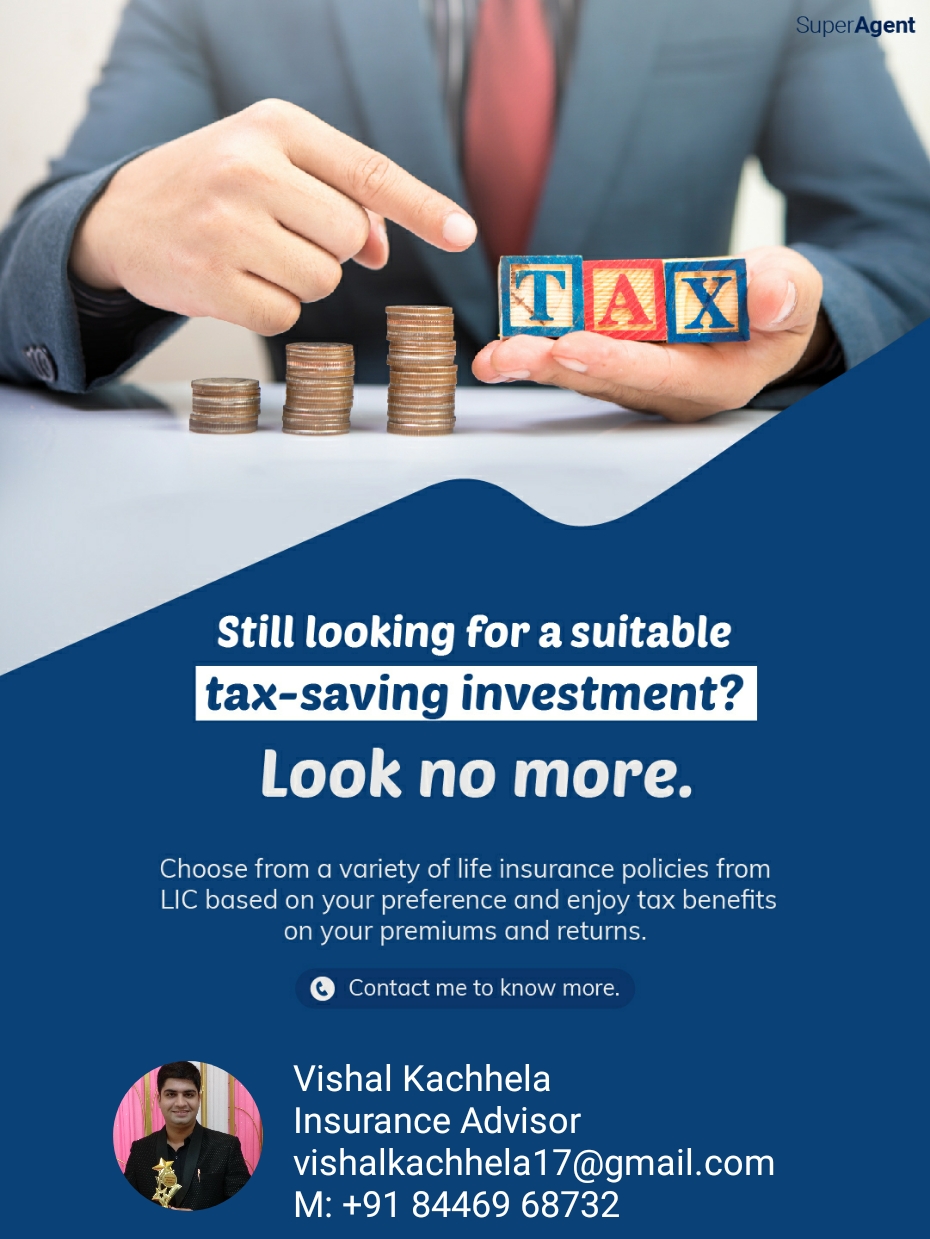 SuperAgent
TAX
Still looking for a suitable
tax-saving investment?
Look no more.
Choose from a variety of life insurance policies from
LIC based on your preference and enjoy tax benefits
on your premiums and returns.
Contact me to know more.
Vishal Kachhela
Insurance Advisor
vishalkachhela17@gmail.com
M: +91 84469 68732